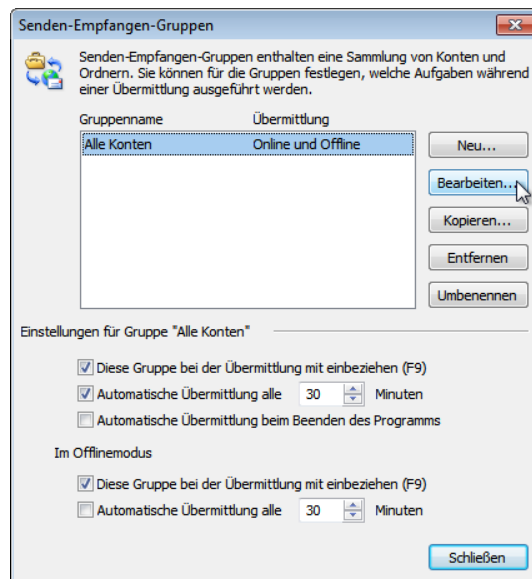 Senden-Empfangen-Gruppen
Senden-Empfangen-Gruppen enthalten eine Sammlung von Konten und
Ordnern. Sie können für die Gruppen festlegen, welche Aufgaben während
einer Übermittlung ausgeführt werden.
Gruppenname Übermittlung
Alle Konten Online und Offline
Neu...
Bearbeiten...
Kopieren...
Entfernen
Umbenennen
Einstellungen für Gruppe "Alle Konten"
Diese Gruppe bei der Übermittlung mit einbeziehen (F9)
Automatische Übermittlung alle 30 Minuten
Automatische Übermittlung beim Beenden des Programms
Im Offlinemodus
Diese Gruppe bei der Übermittlung mit einbeziehen (F9)
Automatische Übermittlung alle 30 Minuten
Schließen